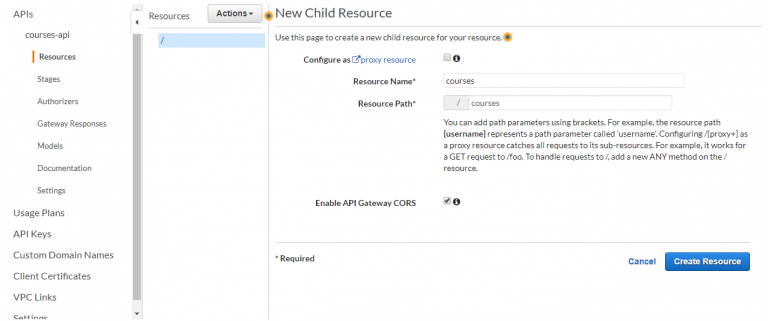 APIs
courses-api
Resources
Stages
Authorizers
Gateway Responses
Models
Documentation
Settings
Usage Plans
API Keys
Custom Domain Names
Client Certificates
VPC Links
Settings
Resources
Actions
/
New Child Resource
Use this page to create a new child resource for your resource.
Configure as proxy resource
Resource Name* courses
Resource Path* / courses
You can add path parameters using brackets. For example, the resource path
{username} represents a path parameter called 'username'. Configuring /{proxy+} as
a proxy resource catches all requests to its sub-resources. For example, it works for
a GET request to /foo. To handle requests to /, add a new ANY method on the /
resource.
Enable API Gateway CORS
* Required
Cancel
Create Resource